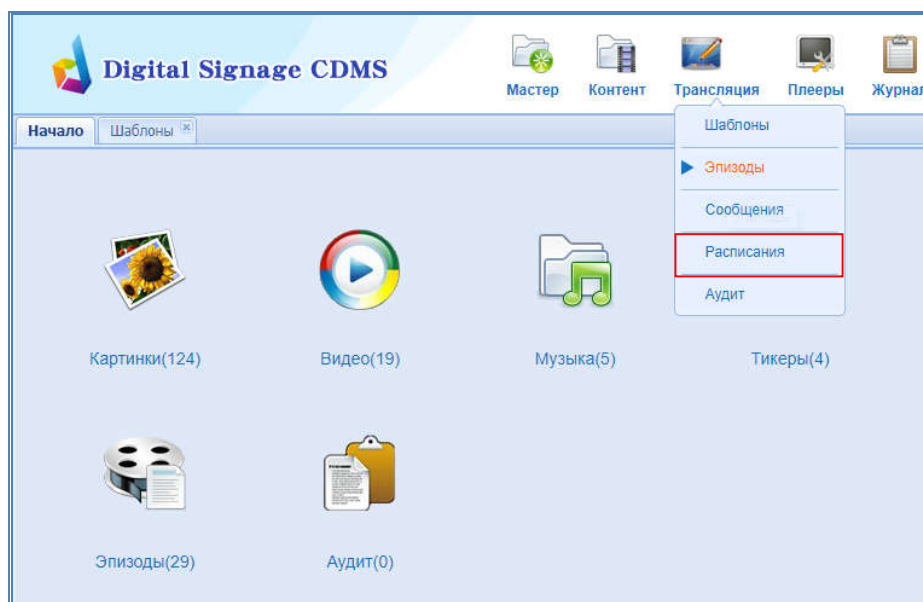 Digital Signage CDMS
Мастер Контент Трансляция Плееры Журнал
Начало Шаблоны
Шаблоны
Эпизоды
Сообщения
Расписания
Аудит
Картинки(124) Видео(19) Музыка(5) Тикеры(4)
Эпизоды(29) Аудит(0)